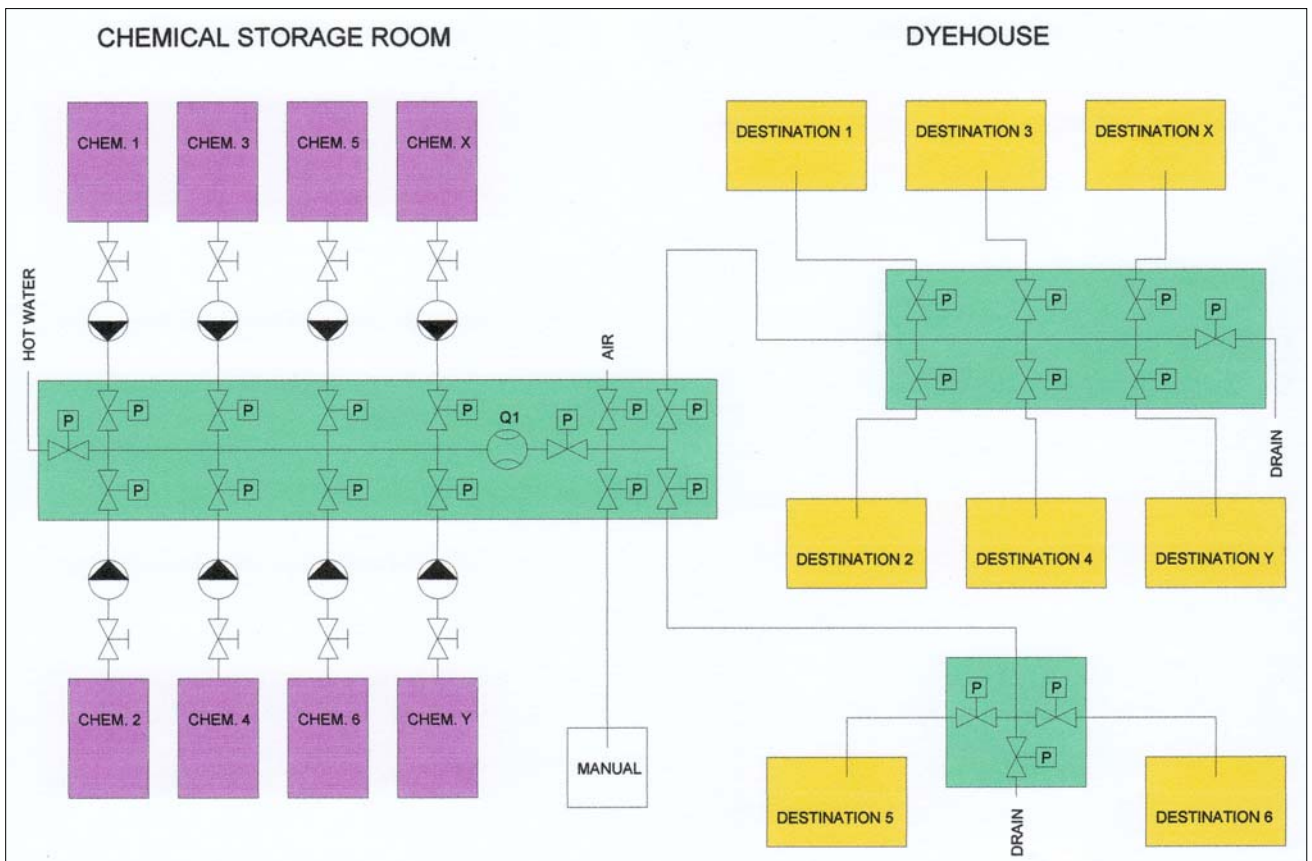 CHEMICAL STORAGE ROOM
DYEHOUSE
CHEM. 1
CHEM. 3
CHEM. 5
CHEM. X
DESTINATION 1
DESTINATION 3
DESTINATION X
HOT WATER
AIR
P
P
P
P
P
P
P
DRAIN
P
P
P
P
P
P
P
P
Q1
P
P
P
P
P
P
P
P
CHEM. 2
CHEM. 4
CHEM. 6
CHEM. Y
MANUAL
DESTINATION 2
DESTINATION 4
DESTINATION Y
P
P
P
DESTINATION 5
DESTINATION 6
DRAIN